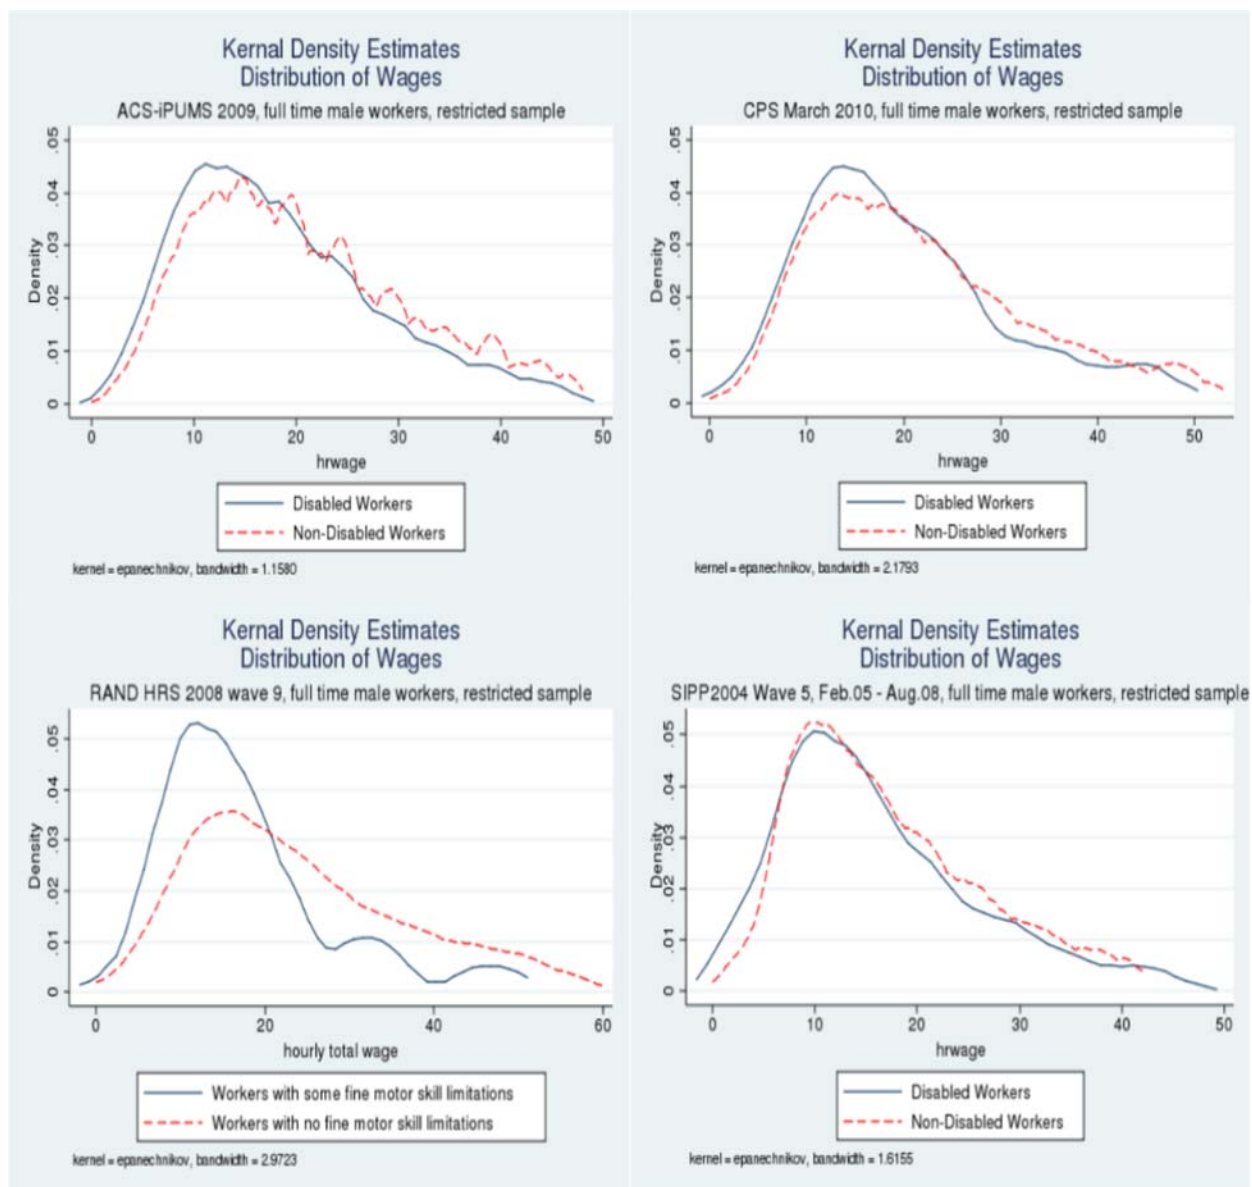 Kernal Density Estimates
Distribution of Wages
ACS-iPUMS 2009, full time male workers, restricted sample
Density
0 .01 .02 .03 .04 .05
0 10 20 30 40 50
hrwage
Disabled Workers
Non-Disabled Workers
kernel = epanechnikov, bandwidth = 1.1580
Kernal Density Estimates
Distribution of Wages
CPS March 2010, full time male workers, restricted sample
Density
0 .01 .02 .03 .04 .05
0 10 20 30 40 50
hrwage
Disabled Workers
Non-Disabled Workers
kernel = epanechnikov, bandwidth = 2.1793
Kernal Density Estimates
Distribution of Wages
RAND HRS 2008 wave 9, full time male workers, restricted sample
Density
0 .01 .02 .03 .04 .05
0 20 40 60
hourly total wage
Workers with some fine motor skill limitations
Workers with no fine motor skill limitations
kernel = epanechnikov, bandwidth = 2.9723
Kernal Density Estimates
Distribution of Wages
SIPP2004 Wave 5, Feb.05 - Aug.08, full time male workers, restricted sample
Density
0 .01 .02 .03 .04 .05
0 10 20 30 40 50
hrwage
Disabled Workers
Non-Disabled Workers
kernel = epanechnikov, bandwidth = 1.6155